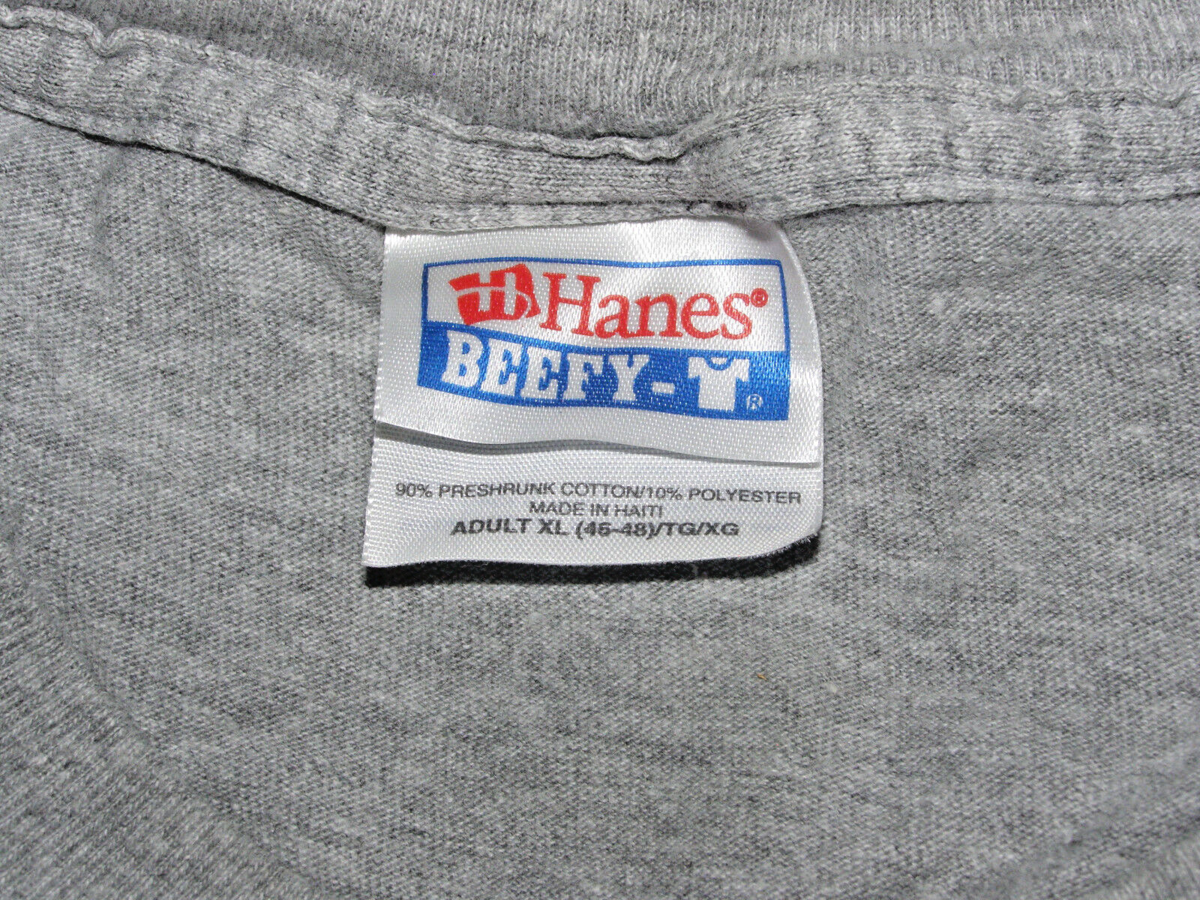 Hanes®
BEEFY-T®
90% PRESHRUNK COTTON/10% POLYESTER
MADE IN HAITI
ADULT XL (46-48)/TG/XG